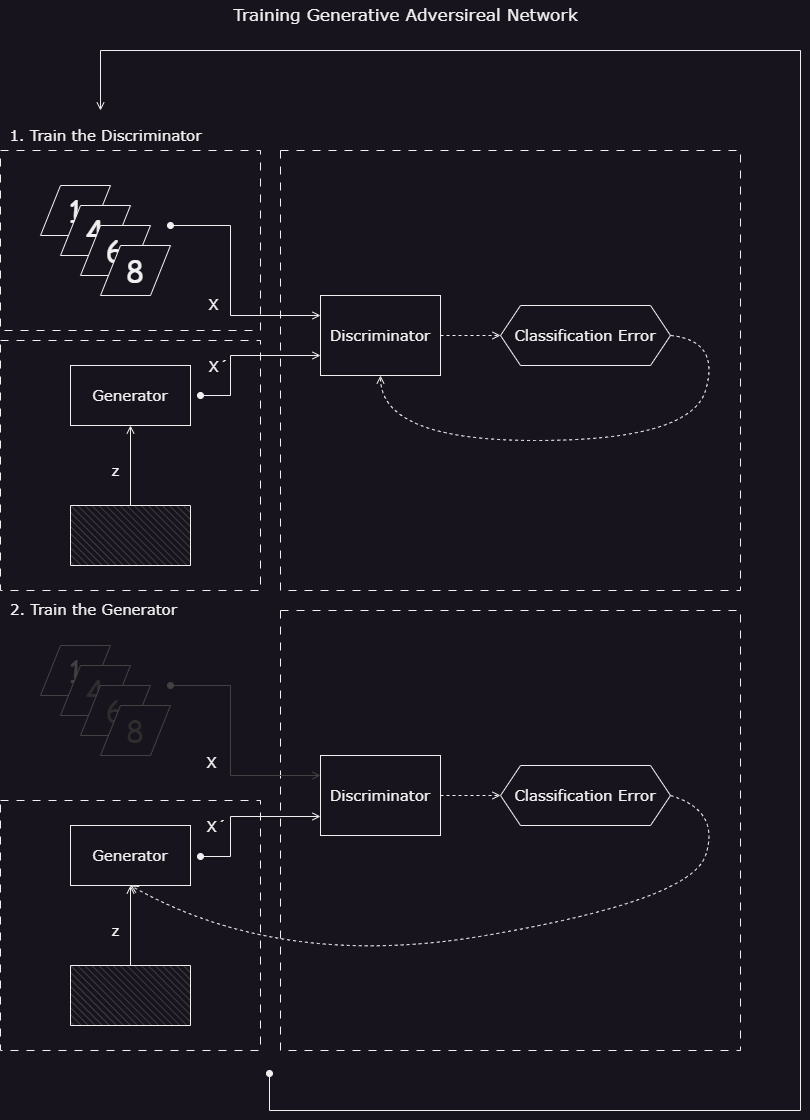 Training Generative Adversireal Network
1. Train the Discriminator
1
4
6
8
X
Discriminator
Classification Error
X´
Generator
z
2. Train the Generator
1
4
6
8
X
Discriminator
Classification Error
X´
Generator
z